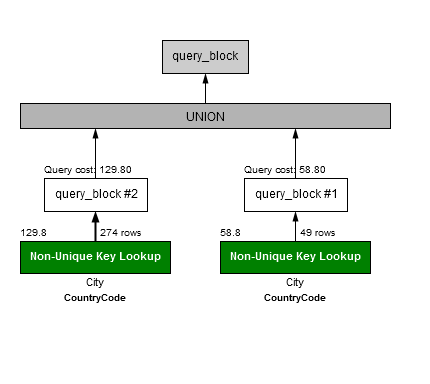 query_block
UNION
Query cost: 129.80
Query cost: 58.80
query_block #2
query_block #1
129.8
274 rows
58.8
49 rows
Non-Unique Key Lookup
Non-Unique Key Lookup
City
City
CountryCode
CountryCode